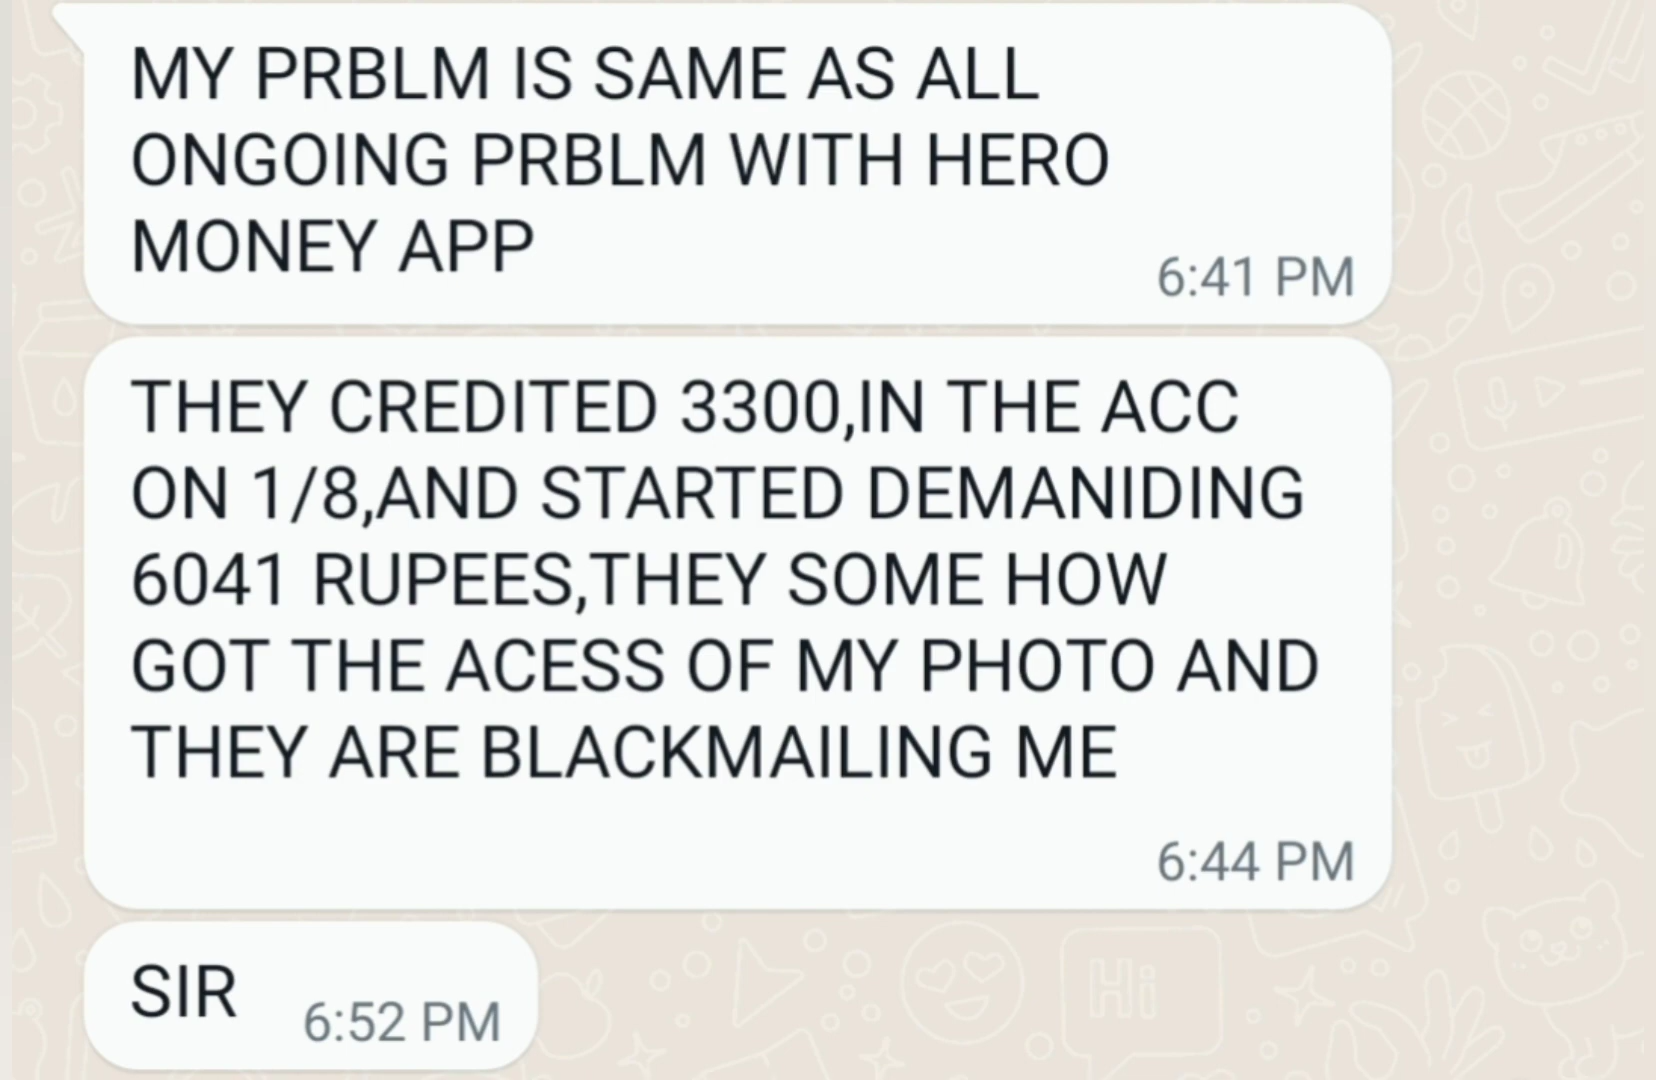 MY PRBLM IS SAME AS ALL
ONGOING PRBLM WITH HERO
MONEY APP
6:41 PM
THEY CREDITED 3300,IN THE ACC
ON 1/8,AND STARTED DEMANIDING
6041 RUPEES,THEY SOME HOW
GOT THE ACESS OF MY PHOTO AND
THEY ARE BLACKMAILING ME
6:44 PM
SIR 6:52 PM
Hi